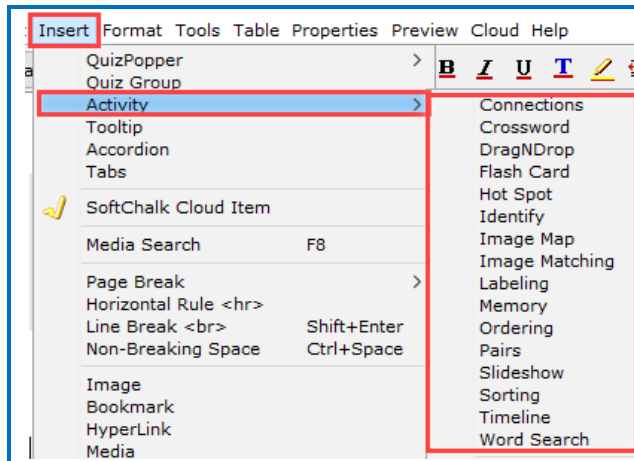 Insert Format Tools Table Properties Preview Cloud Help
QuizPopper >
B I U T
Quiz Group
Activity >
Tooltip
Accordion
Tabs
SoftChalk Cloud Item
Media Search F8
Page Break >
Horizontal Rule <hr>
Line Break <br> Shift+Enter
Non-Breaking Space Ctrl+Space
Image
Bookmark
HyperLink
Media
Connections
Crossword
DragNDrop
Flash Card
Hot Spot
Identify
Image Map
Image Matching
Labeling
Memory
Ordering
Pairs
Slideshow
Sorting
Timeline
Word Search